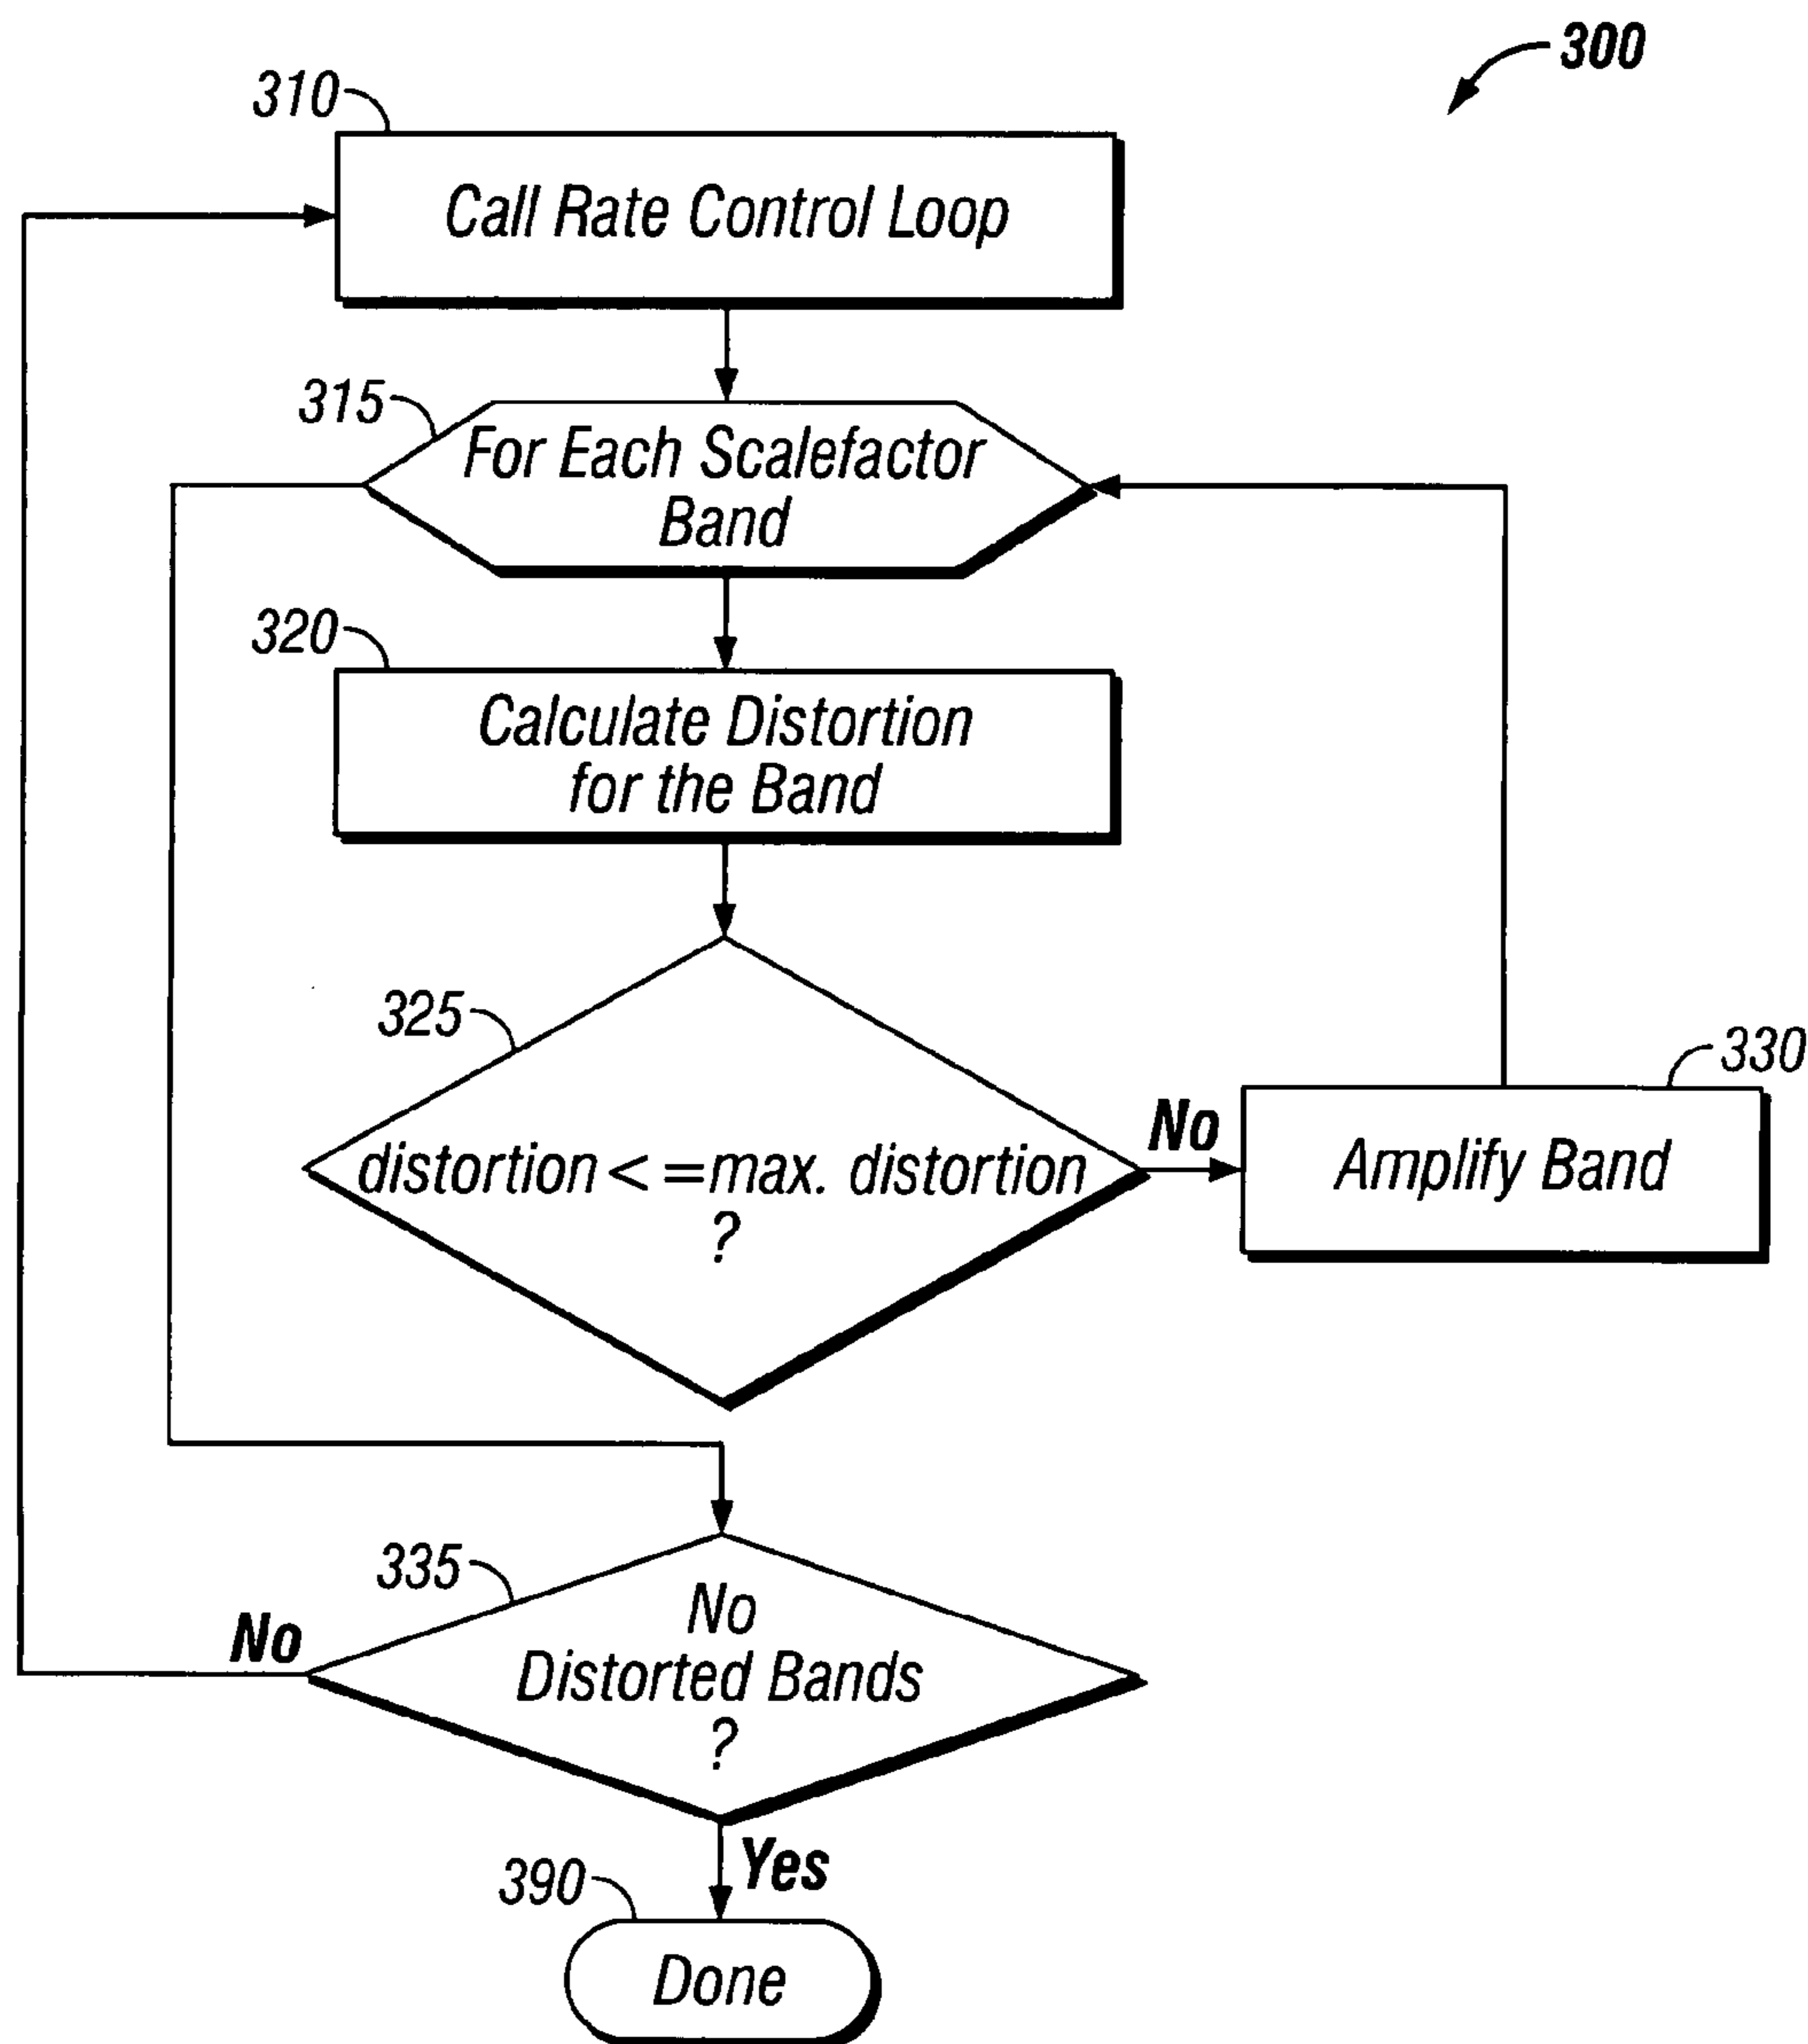 300
310
Call Rate Control Loop
315
For Each Scalefactor
Band
320
Calculate Distortion
for the Band
325
distortion < =max. distortion
?
No
330
Amplify Band
335
No
No
Distorted Bands
?
Yes
390
Done